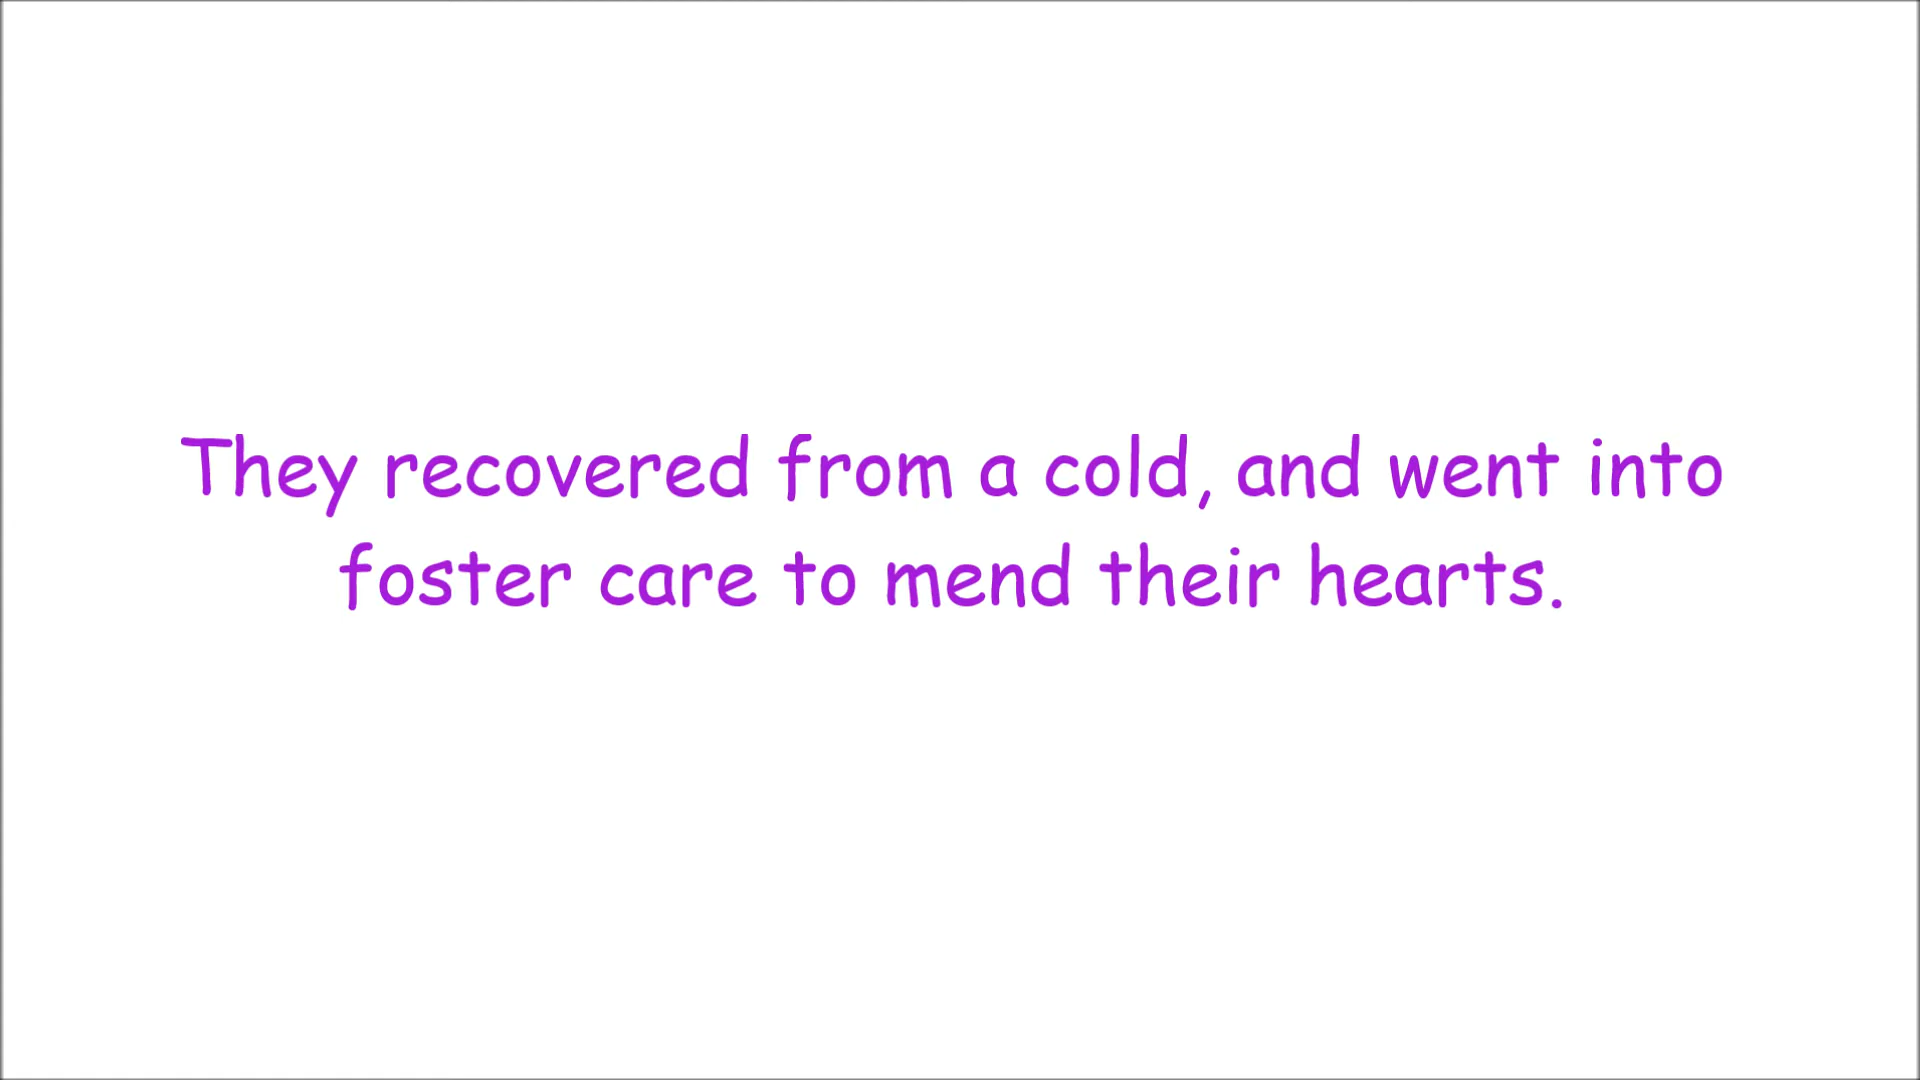 They recovered from a cold, and went into
foster care to mend their hearts.